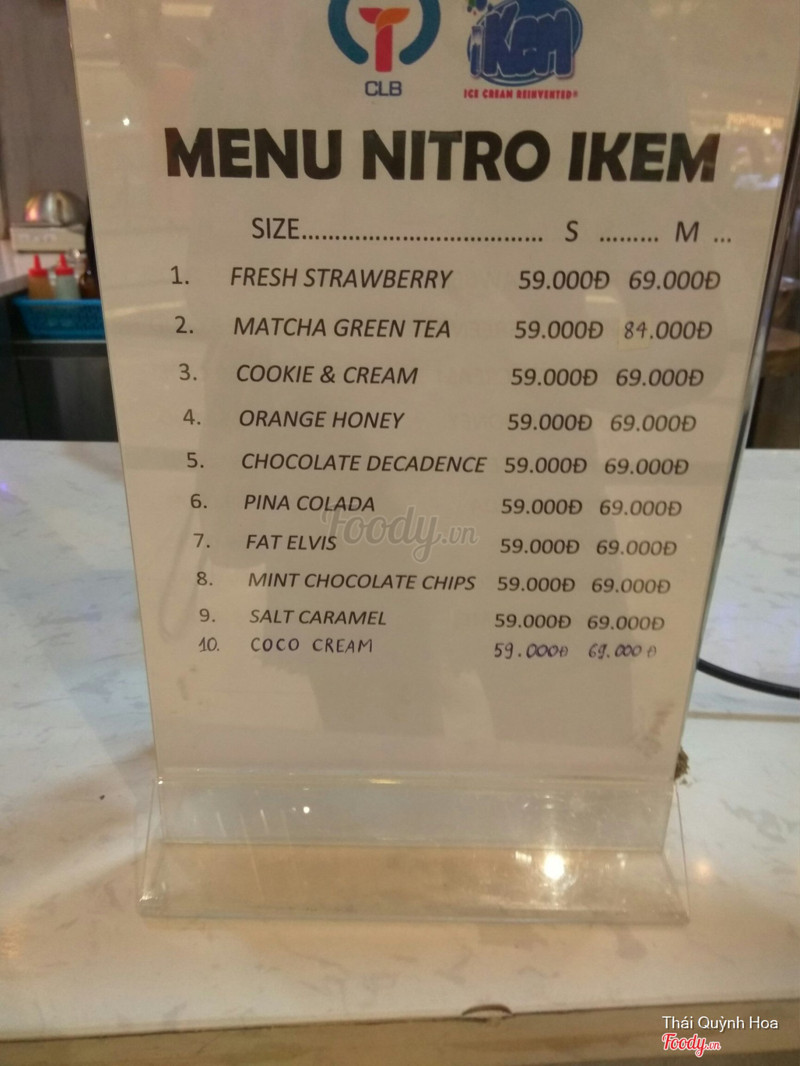 CLB
iKem
ICE CREAM REINVENTED®
MENU NITRO IKEM
SIZE.................................... S ......... M ...
1. FRESH STRAWBERRY 59.000Đ 69.000Đ
2. MATCHA GREEN TEA 59.000Đ 84.000Đ
3. COOKIE & CREAM 59.000Đ 69.000Đ
4. ORANGE HONEY 59.000Đ 69.000Đ
5. CHOCOLATE DECADENCE 59.000Đ 69.000Đ
6. PINA COLADA 59.000Đ 69.000Đ
Foody.vn
7. FAT ELVIS 59.000Đ 69.000Đ
8. MINT CHOCOLATE CHIPS 59.000Đ 69.000Đ
9. SALT CARAMEL 59.000Đ 69.000Đ
10. COCO CREAM 59.000Đ 69.000Đ
Thái Quỳnh Hoa
Foody.vn